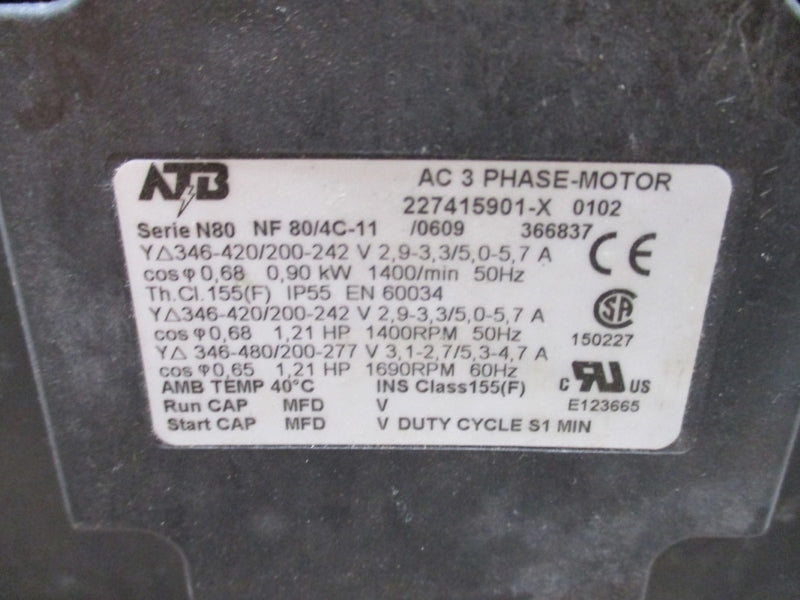 ATB AC 3 PHASE-MOTOR
227415901-X 0102
Serie N80 NF 80/4C-11 /0609 366837
Y△346-420/200-242 V 2,9-3,3/5,0-5,7 A
cos φ 0,68 0,90 kW 1400/min 50Hz
CE
Th.Cl.155(F) IP55 EN 60034
Y△346-420/200-242 V 2,9-3,3/5,0-5,7 A
SA
cos φ 0,68 1,21 HP 1400RPM 50Hz
150227
Y△ 346-480/200-277 V 3,1-2,7/5,3-4,7 A
cos φ 0,65 1,21 HP 1690RPM 60Hz
AMB TEMP 40°C INS Class155(F)
c UR US
Run CAP MFD V
E123665
Start CAP MFD V DUTY CYCLE S1 MIN